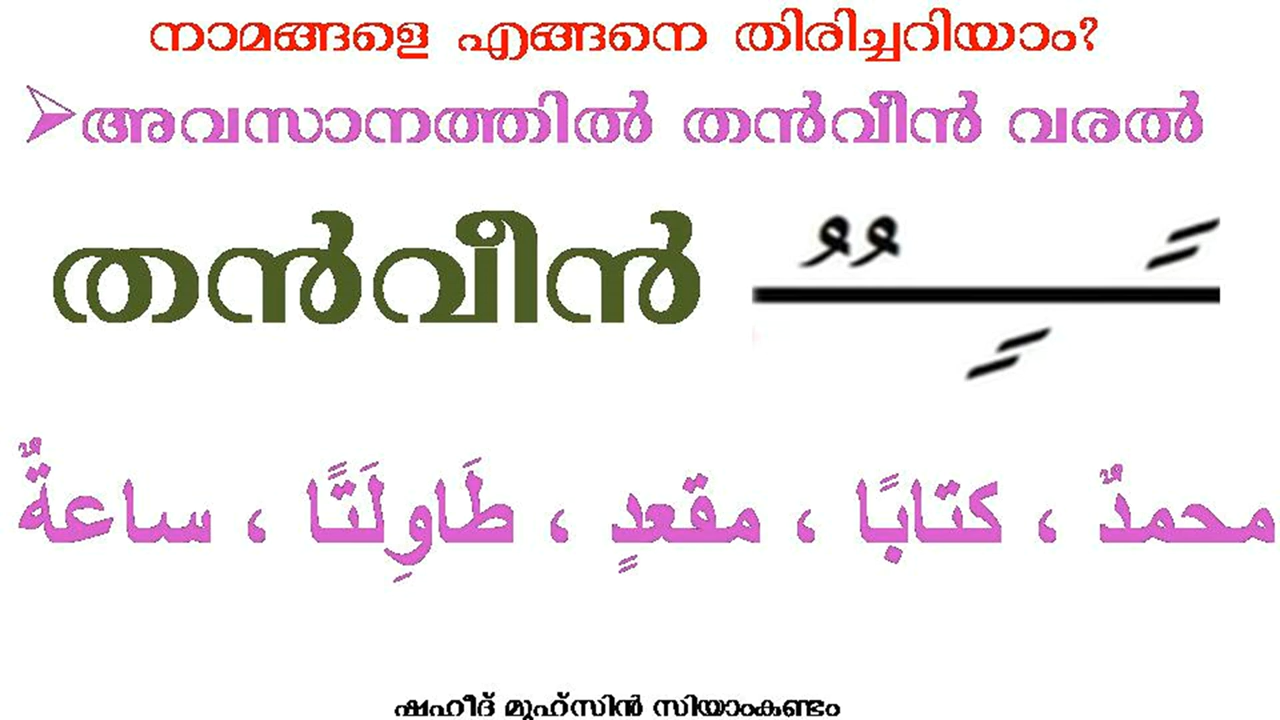 നാമങ്ങളെ എങ്ങനെ തിരിച്ചറിയാം?
അവസാനത്തിൽ തൻവീൻ വരൽ
തൻവീൻ
محمدٌ ، كتابًا ، مقعدٍ ، طَاوِلَتًا ، ساعةٌ
ഷഹീദ് മുഹ്സിൻ സിയാംകണ്ടം